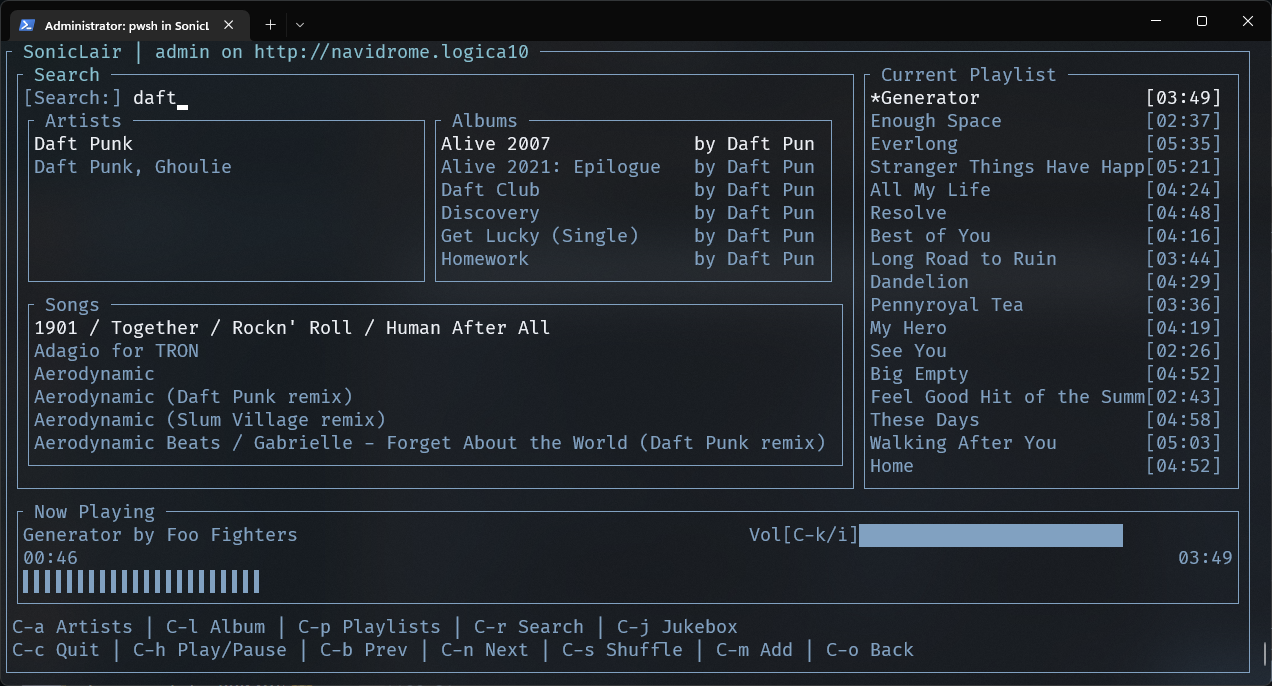 Administrator: pwsh in SonicL
SonicLair | admin on http://navidrome.logica10
Search
[Search:] daft
Artists
Daft Punk
Daft Punk, Ghoulie
Albums
Alive 2007 by Daft Pun
Alive 2021: Epilogue by Daft Pun
Daft Club by Daft Pun
Discovery by Daft Pun
Get Lucky (Single) by Daft Pun
Homework by Daft Pun
Songs
1901 / Together / Rockn' Roll / Human After All
Adagio for TRON
Aerodynamic
Aerodynamic (Daft Punk remix)
Aerodynamic (Slum Village remix)
Aerodynamic Beats / Gabrielle - Forget About the World (Daft Punk remix)
Current Playlist
*Generator [03:49]
Enough Space [02:37]
Everlong [05:35]
Stranger Things Have Happ[05:21]
All My Life [04:24]
Resolve [04:48]
Best of You [04:16]
Long Road to Ruin [03:44]
Dandelion [04:29]
Pennyroyal Tea [03:36]
My Hero [04:19]
See You [02:26]
Big Empty [04:52]
Feel Good Hit of the Summ[02:43]
These Days [04:58]
Walking After You [05:03]
Home [04:52]
Now Playing
Generator by Foo Fighters Vol[C-k/i]
00:46 03:49
C-a Artists | C-l Album | C-p Playlists | C-r Search | C-j Jukebox
C-c Quit | C-h Play/Pause | C-b Prev | C-n Next | C-s Shuffle | C-m Add | C-o Back